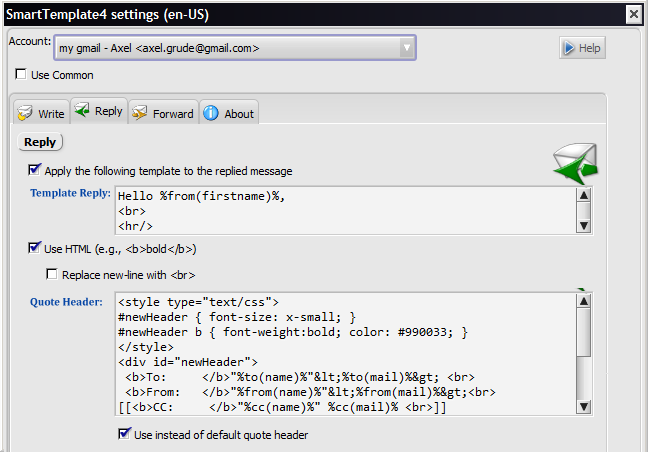 SmartTemplate4 settings (en-US)
Account: my gmail - Axel <axel.grude@gmail.com>
Help
Use Common
Write Reply Forward About
Reply
Apply the following template to the replied message
Template Reply: Hello %from(firstname)%,
<br>
<hr/>
Use HTML (e.g., <b>bold</b>)
Replace new-line with <br>
Quote Header: <style type="text/css">
#newHeader { font-size: x-small; }
#newHeader b { font-weight:bold; color: #990033; }
</style>
<div id="newHeader">
<b>To:     </b>"%to(name)%"&lt;%to(mail)%&gt; <br>
<b>From:   </b>"%from(name)%"&lt;%from(mail)%&gt;<br>
[[<b>CC:     </b>"%cc(name)%" %cc(mail)% <br>]]
Use instead of default quote header